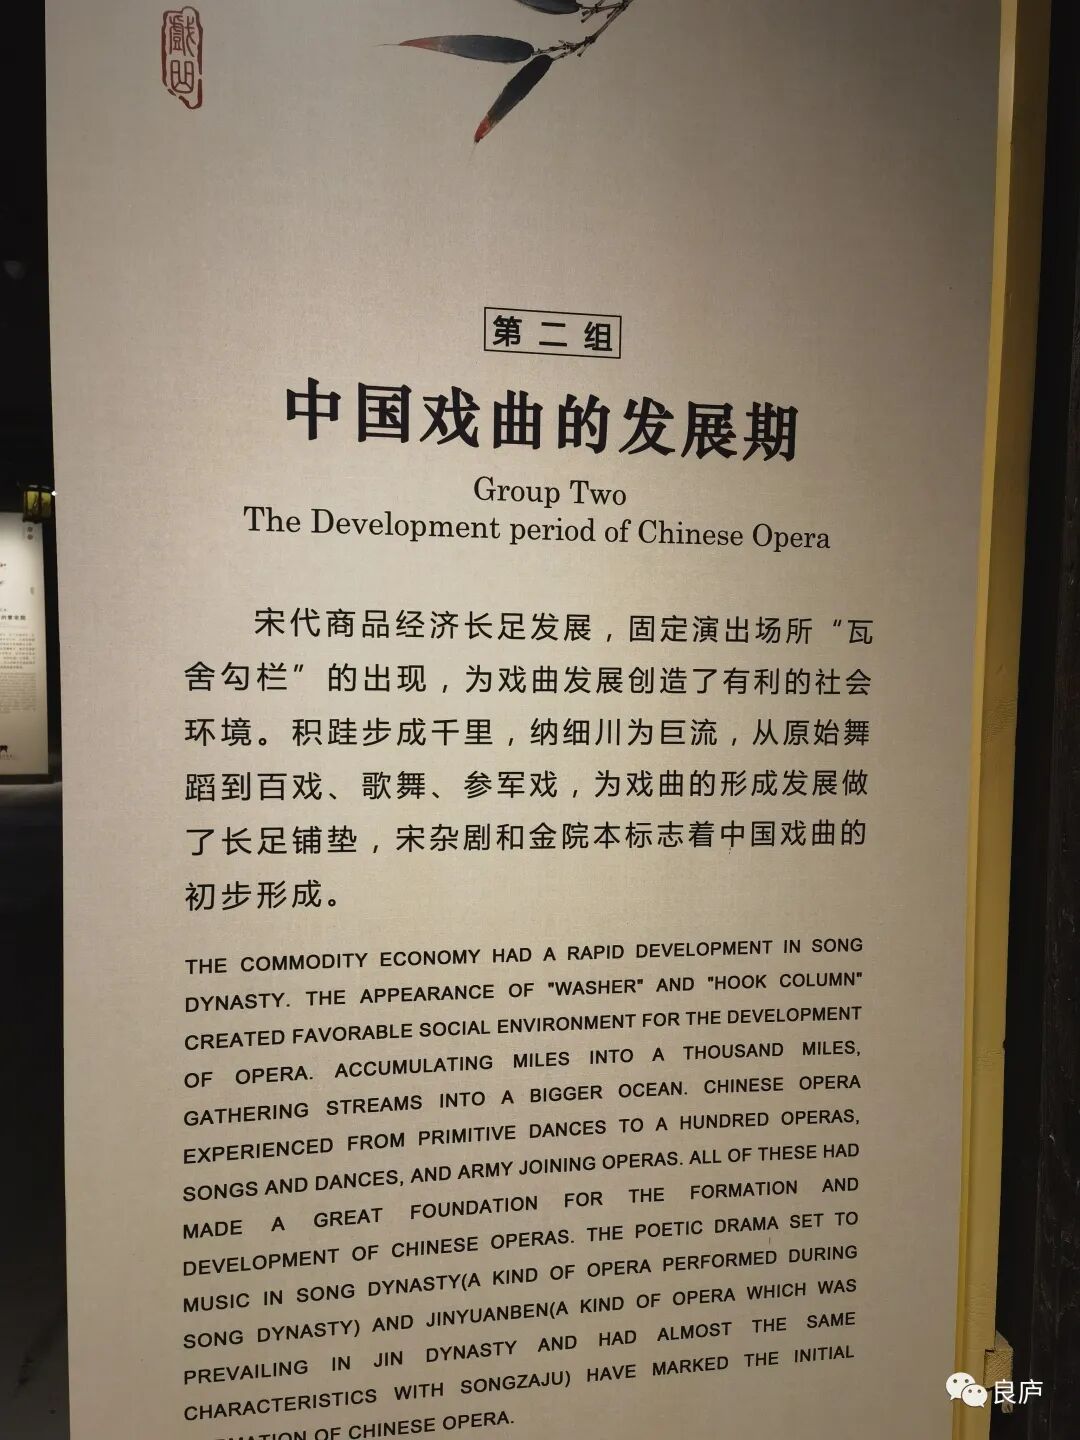 戲曲
第二组
中国戏曲的发展期
Group Two
The Development period of Chinese Opera
宋代商品经济长足发展，固定演出场所“瓦
舍勾栏”的出现，为戏曲发展创造了有利的社会
环境。积跬步成千里，纳细川为巨流，从原始舞
蹈到百戏、歌舞、参军戏，为戏曲的形成发展做
了长足铺垫，宋杂剧和金院本标志着中国戏曲的
初步形成。
THE COMMODITY ECONOMY HAD A RAPID DEVELOPMENT IN SONG
DYNASTY. THE APPEARANCE OF "WASHER" AND "HOOK COLUMN"
CREATED FAVORABLE SOCIAL ENVIRONMENT FOR THE DEVELOPMENT
OF OPERA. ACCUMULATING MILES INTO A THOUSAND MILES,
GATHERING STREAMS INTO A BIGGER OCEAN. CHINESE OPERA
EXPERIENCED FROM PRIMITIVE DANCES TO A HUNDRED OPERAS,
SONGS AND DANCES, AND ARMY JOINING OPERAS. ALL OF THESE HAD
MADE A GREAT FOUNDATION FOR THE FORMATION AND
DEVELOPMENT OF CHINESE OPERAS. THE POETIC DRAMA SET TO
MUSIC IN SONG DYNASTY(A KIND OF OPERA PERFORMED DURING
SONG DYNASTY) AND JINYUANBEN(A KIND OF OPERA WHICH WAS
PREVAILING IN JIN DYNASTY AND HAD ALMOST THE SAME
CHARACTERISTICS WITH SONGZAJU) HAVE MARKED THE INITIAL
OF CHINESE OPERA.
良庐